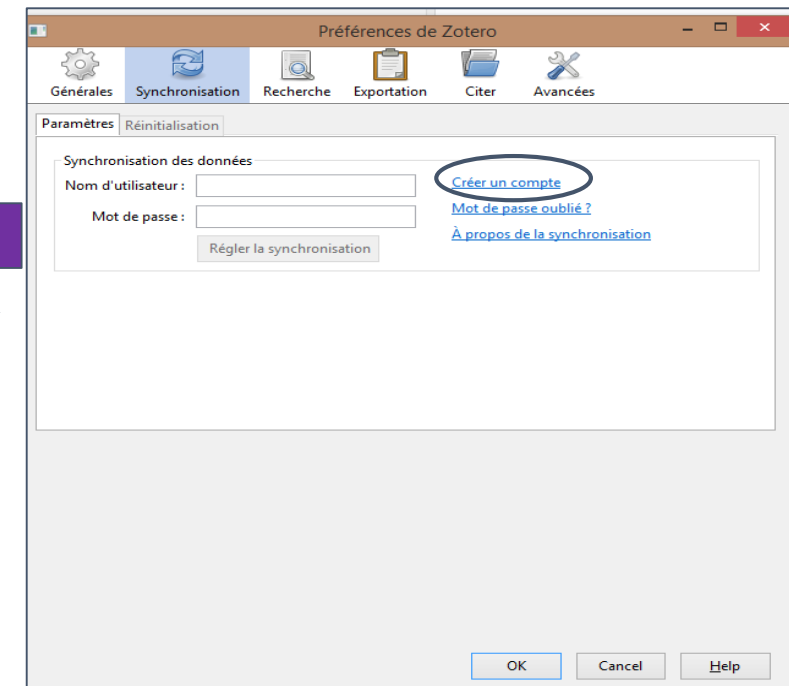 Préférences de Zotero
Générales Synchronisation Recherche Exportation Citer Avancées
Paramètres Réinitialisation
Synchronisation des données
Nom d'utilisateur : Créer un compte
Mot de passe : Mot de passe oublié ?
À propos de la synchronisation
Régler la synchronisation
OK Cancel Help